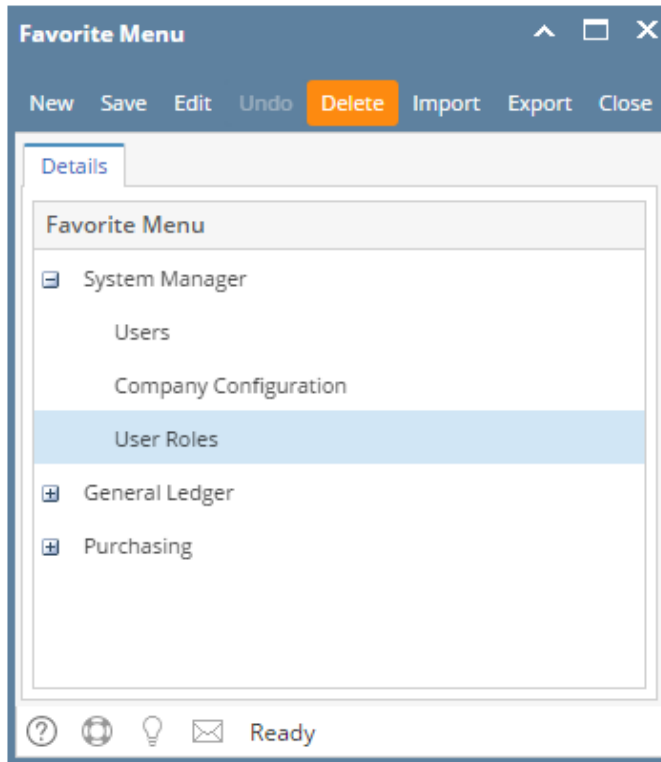 Favorite Menu
New Save Edit Undo Delete Import Export Close
Details
Favorite Menu
System Manager
Users
Company Configuration
User Roles
General Ledger
Purchasing
Ready